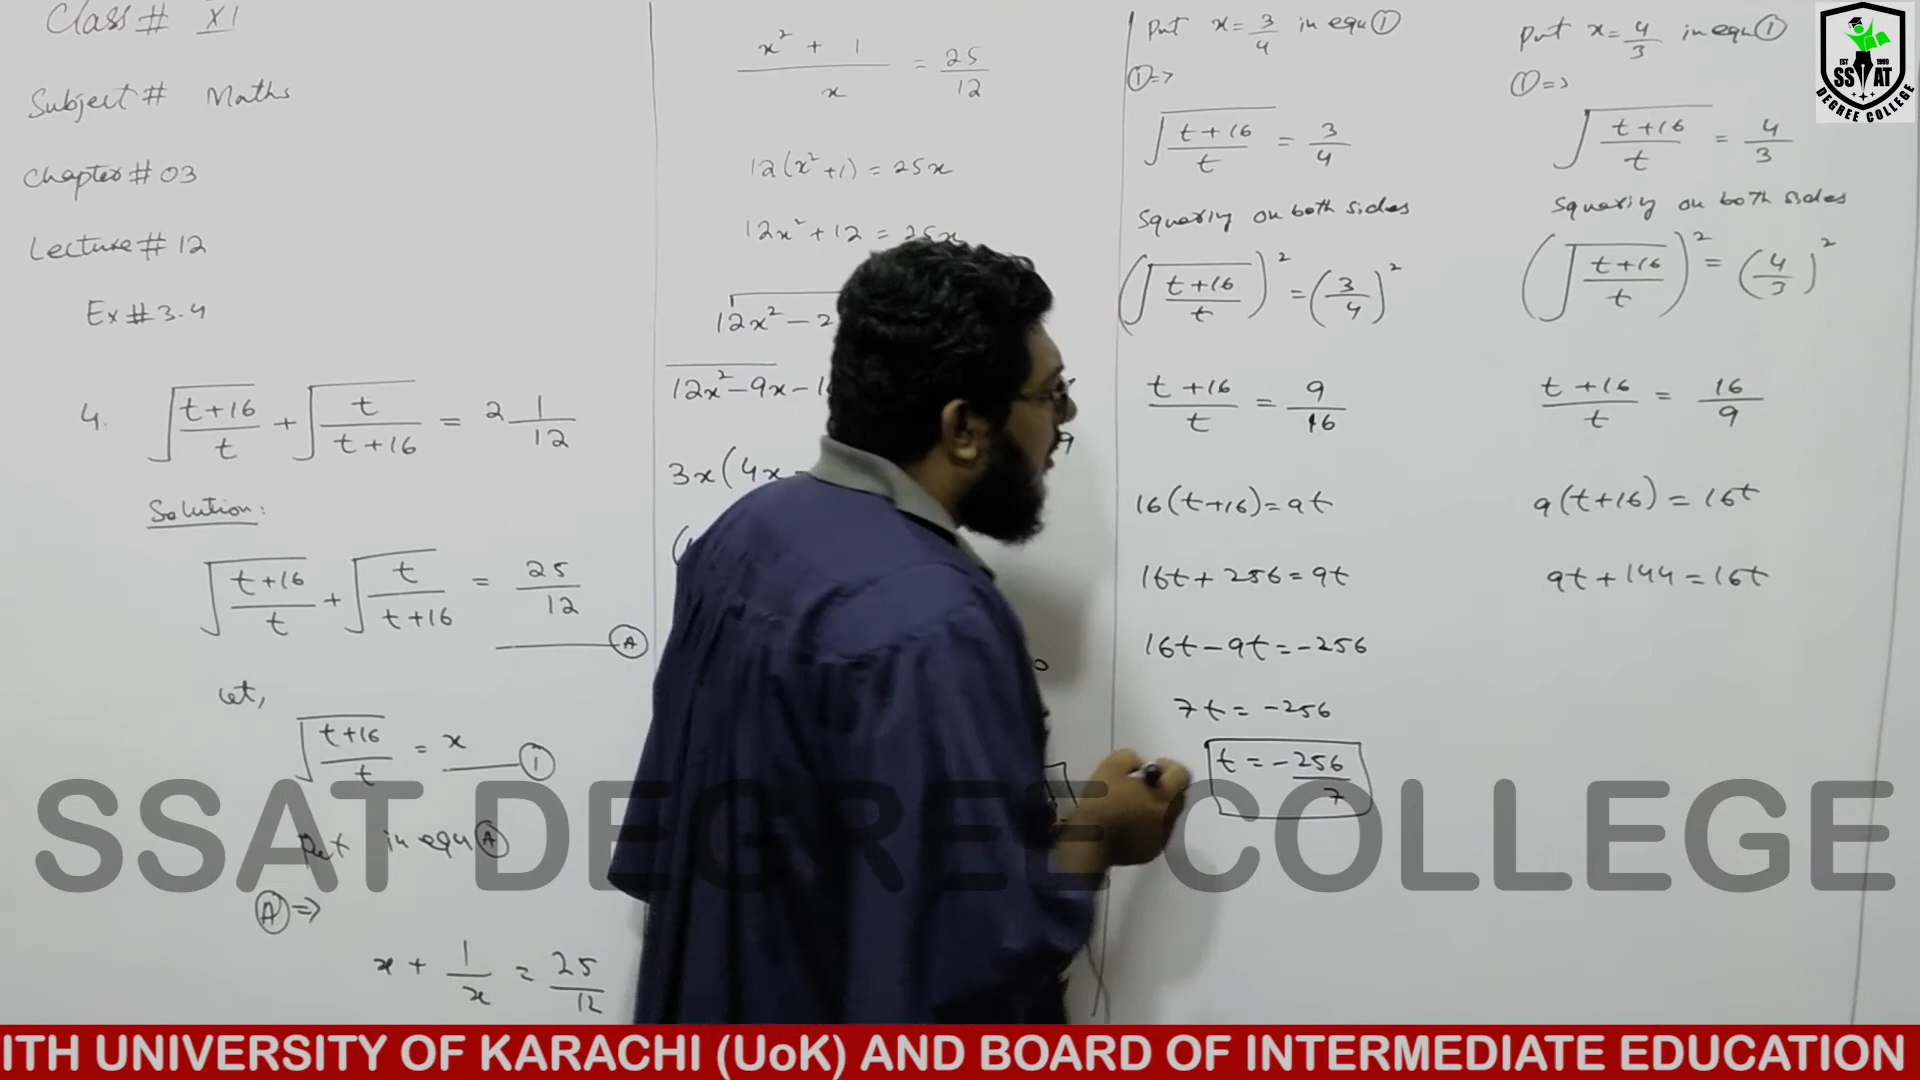 Class# XI
Subject# Maths
Chapter# 03
Lecture# 12
Ex# 3.4
4. √((t+16)/t) + √(t/(t+16)) = 2 1/12
Solution:
√((t+16)/t) + √(t/(t+16)) = 25/12 — (A)
let,
√((t+16)/t) = x — (1)
Put in equ (A)
(A)=>
x + 1/x = 25/12
(x² + 1)/x = 25/12
12(x²+1) = 25x
12x² + 12 = 25x
12x² - 2
12x² - 9x - 1
3x(4x -
Put x = 3/4 in equ (1)
(1)=>
√((t+16)/t) = 3/4
Squaring on both sides
(√((t+16)/t))² = (3/4)²
(t+16)/t = 9/16
16(t+16) = 9t
16t + 256 = 9t
16t - 9t = -256
7t = -256
t = -256/7
Put x = 4/3 in equ (1)
(1)=>
√((t+16)/t) = 4/3
Squaring on both sides
(√((t+16)/t))² = (4/3)²
(t+16)/t = 16/9
9(t+16) = 16t
9t + 144 = 16t
EST 1989
SSAT
DEGREE COLLEGE
SSAT DEGREE COLLEGE
ITH UNIVERSITY OF KARACHI (UoK) AND BOARD OF INTERMEDIATE EDUCATION